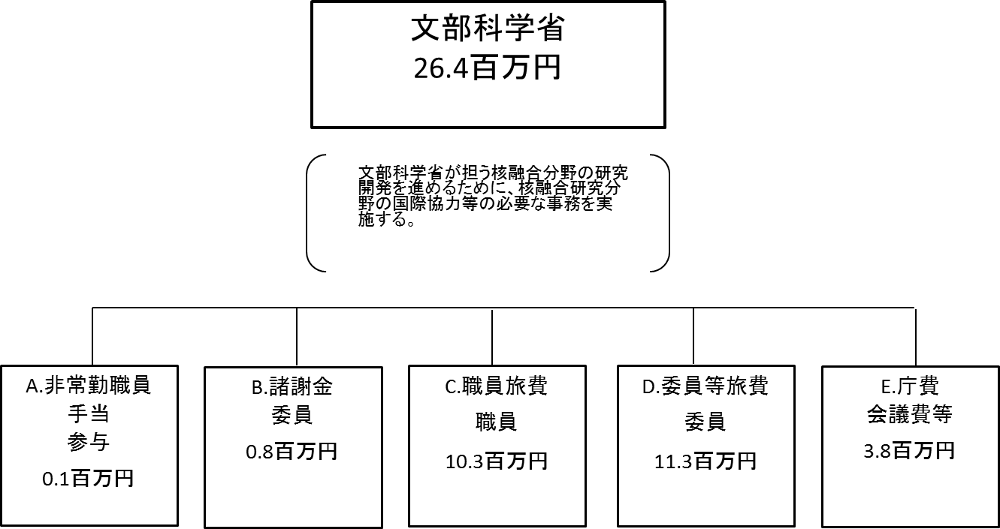 文部科学省
26.4百万円
文部科学省が担う核融合分野の研究
開発を進めるために、核融合研究分
野の国際協力等の必要な事務を実
施する。
A.非常勤職員
手当
参与
0.1百万円
B.諸謝金
委員
0.8百万円
C.職員旅費
職員
10.3百万円
D.委員等旅費
委員
11.3百万円
E.庁費
会議費等
3.8百万円